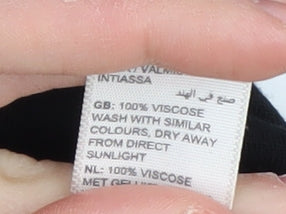 INTIASSA
صنع في الهند
GB: 100% VISCOSE
WASH WITH SIMILAR
COLOURS, DRY AWAY
FROM DIRECT
SUNLIGHT
NL: 100% VISCOSE
MET